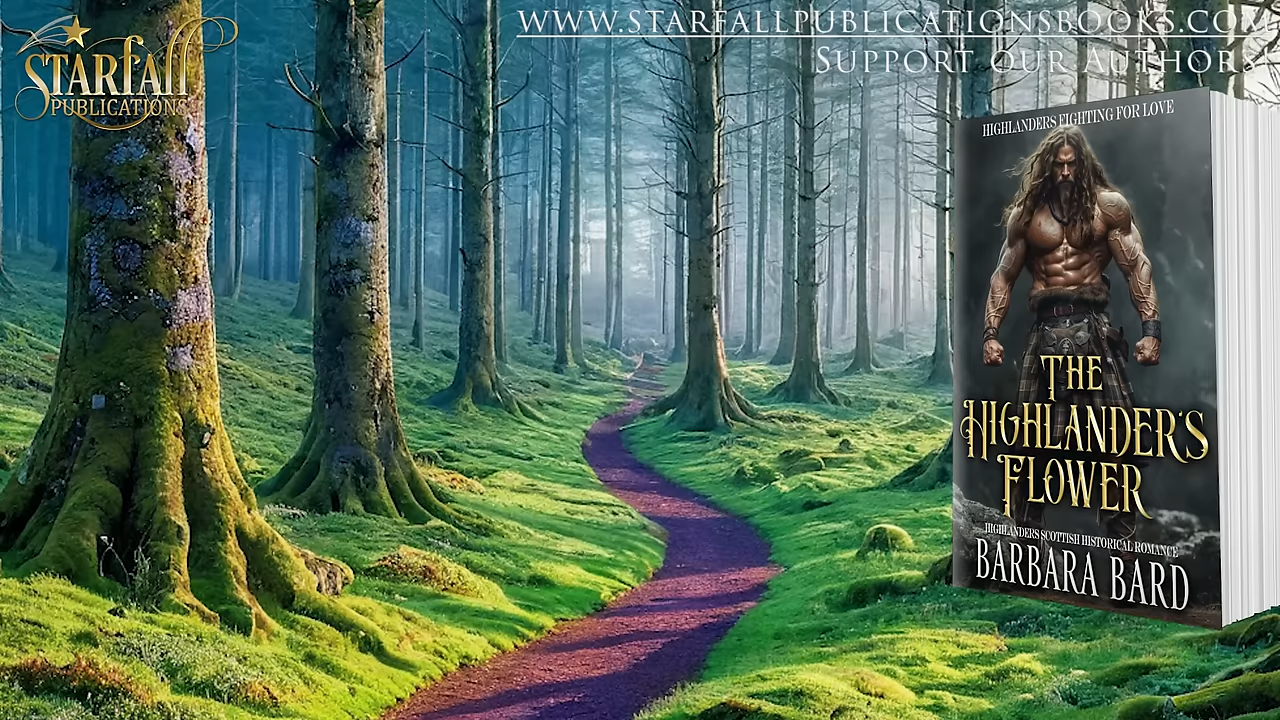 STARfall
PUBLICATIONS
WWW.STARFALLPUBLICATIONSBOOKS.COM
SUPPORT OUR AUTHORS
HIGHLANDERS FIGHTING FOR LOVE
THE
HIGHLANDER'S
FLOWER
HIGHLANDERS SCOTTISH HISTORICAL ROMANCE
BARBARA BARD